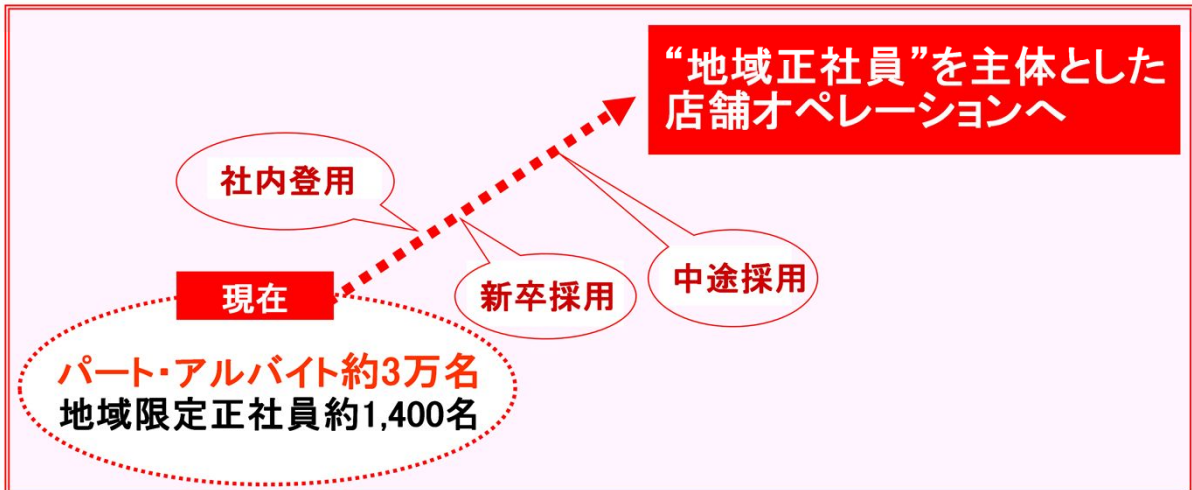 “地域正社員”を主体とした
店舗オペレーションへ
社内登用
新卒採用
中途採用
現在
パート・アルバイト約3万名
地域限定正社員約1,400名